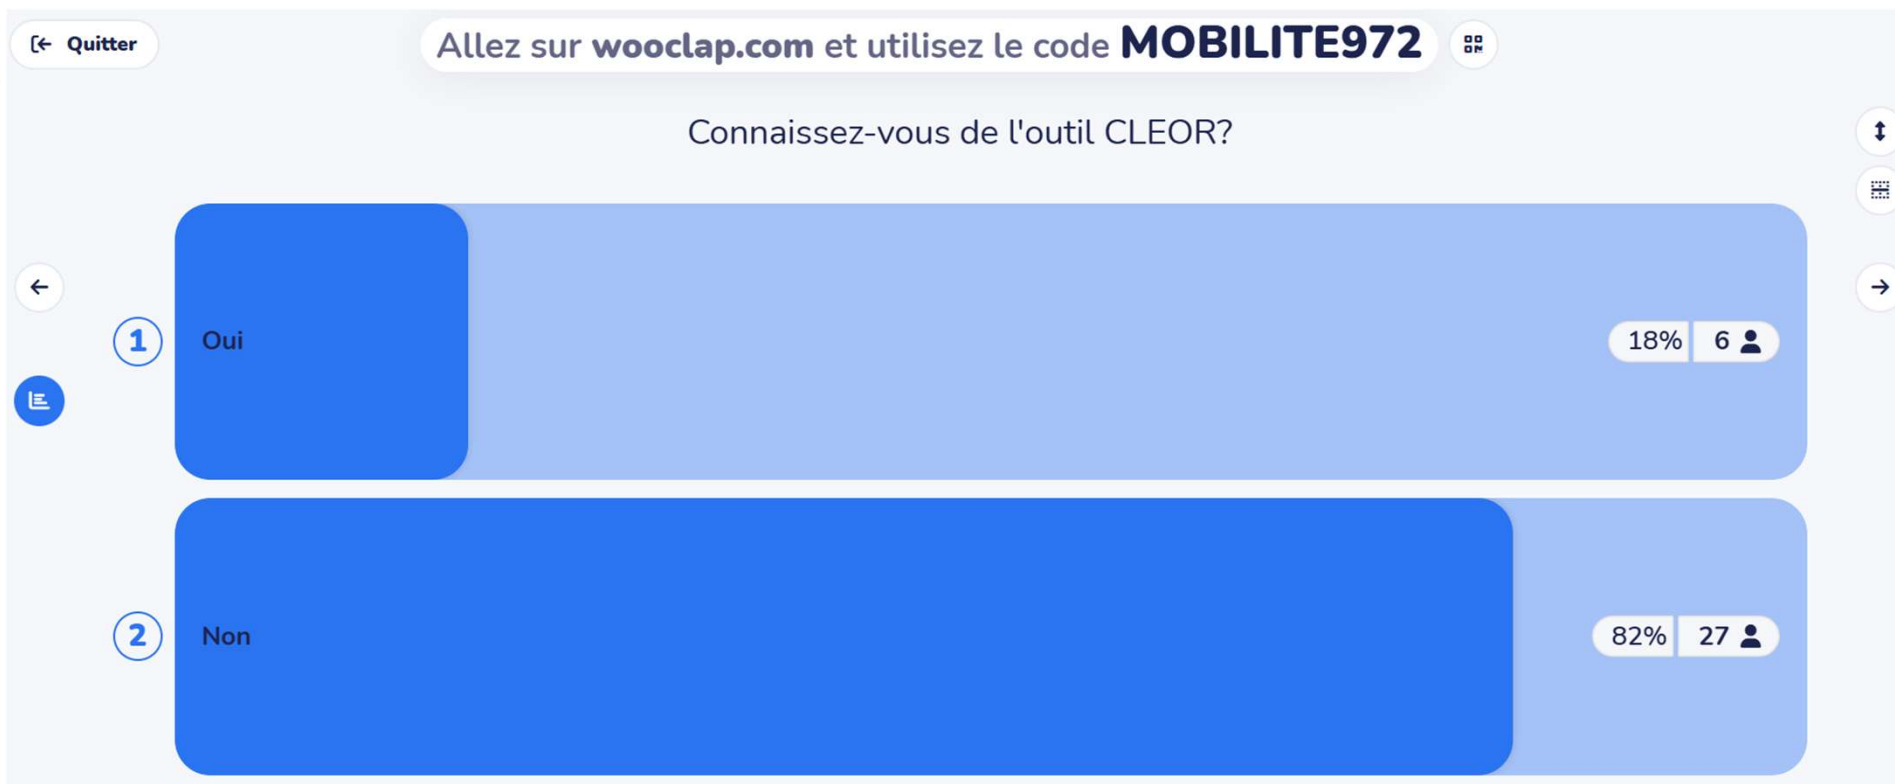 Quitter
Allez sur wooclap.com et utilisez le code MOBILITE972
Connaissez-vous de l'outil CLEOR?
1 Oui 18% 6
2 Non 82% 27